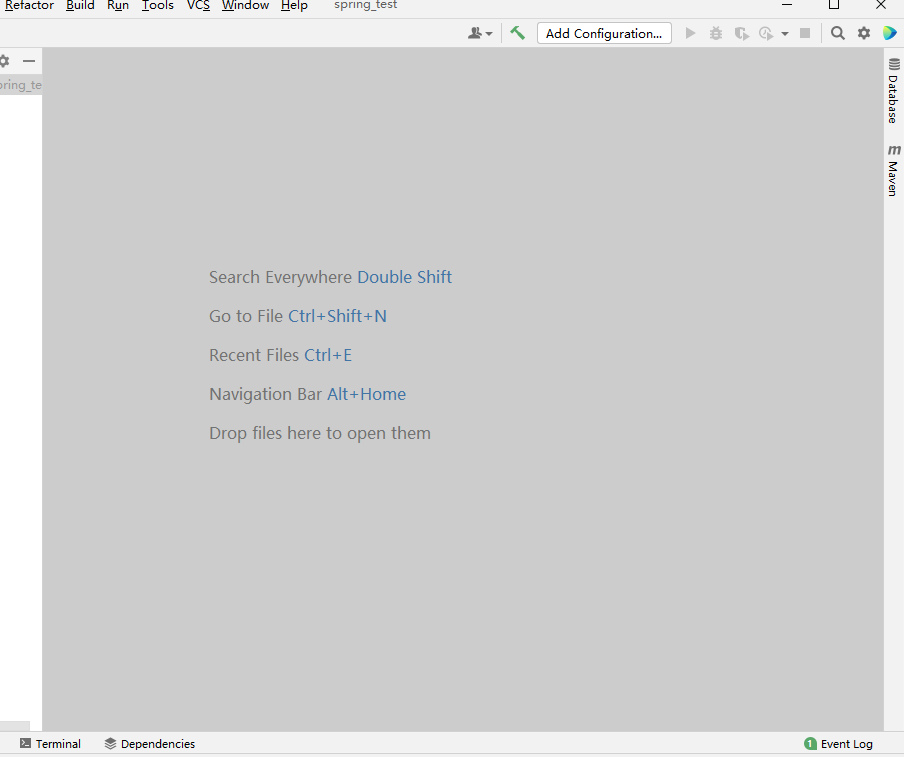 Refactor Build Run Tools VCS Window Help spring_test
Add Configuration...
pring_te
Database
m
Maven
Search Everywhere Double Shift
Go to File Ctrl+Shift+N
Recent Files Ctrl+E
Navigation Bar Alt+Home
Drop files here to open them
Terminal Dependencies 1 Event Log